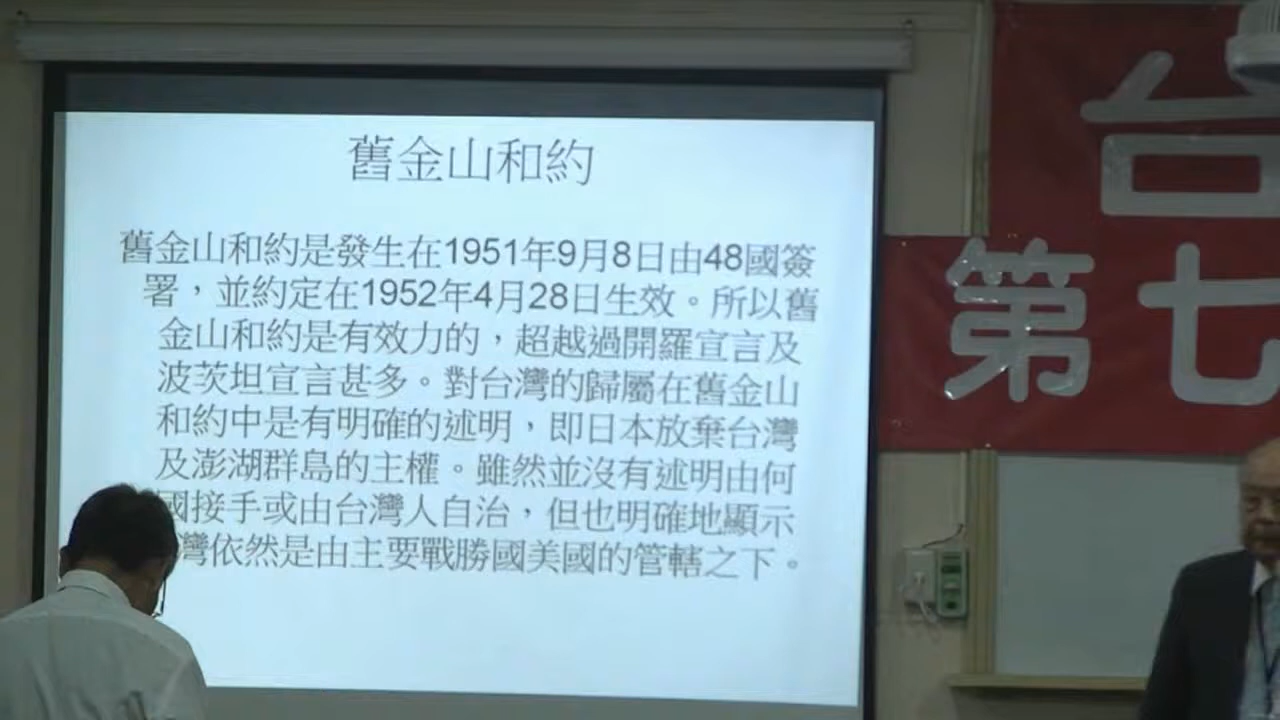 舊金山和約
舊金山和約是發生在1951年9月8日由48國簽
署，並約定在1952年4月28日生效。所以舊
金山和約是有效力的，超越過開羅宣言及
波茨坦宣言甚多。對台灣的歸屬在舊金山
和約中是有明確的述明，即日本放棄台灣
及澎湖群島的主權。雖然並沒有述明由何
國接手或由台灣人自治，但也明確地顯示
灣依然是由主要戰勝國美國的管轄之下。
台
第七